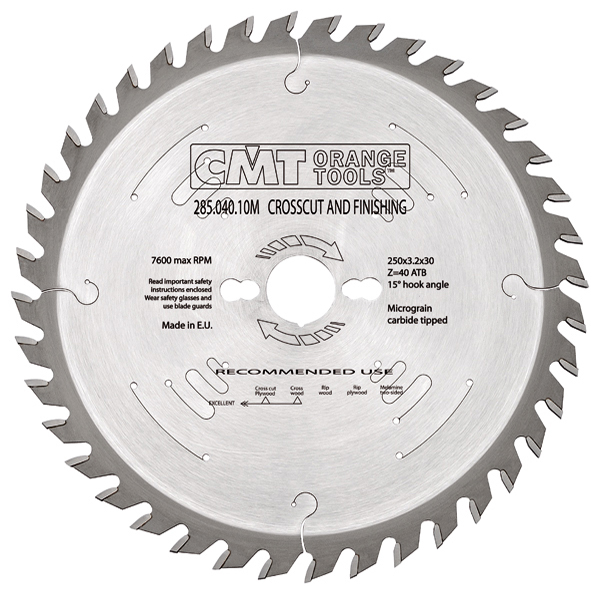 CMT ORANGE TOOLS™
285.040.10M CROSSCUT AND FINISHING
7600 max RPM
Read important safety
instructions enclosed
Wear safety glasses and
use blade guards
Made in E.U.
250x3.2x30
Z=40 ATB
15° hook angle
Micrograin
carbide tipped
RECOMMENDED USE
Cross cut Plywood
Cross wood
Rip wood
Rip plywood
Melamine two-sided
EXCELLENT